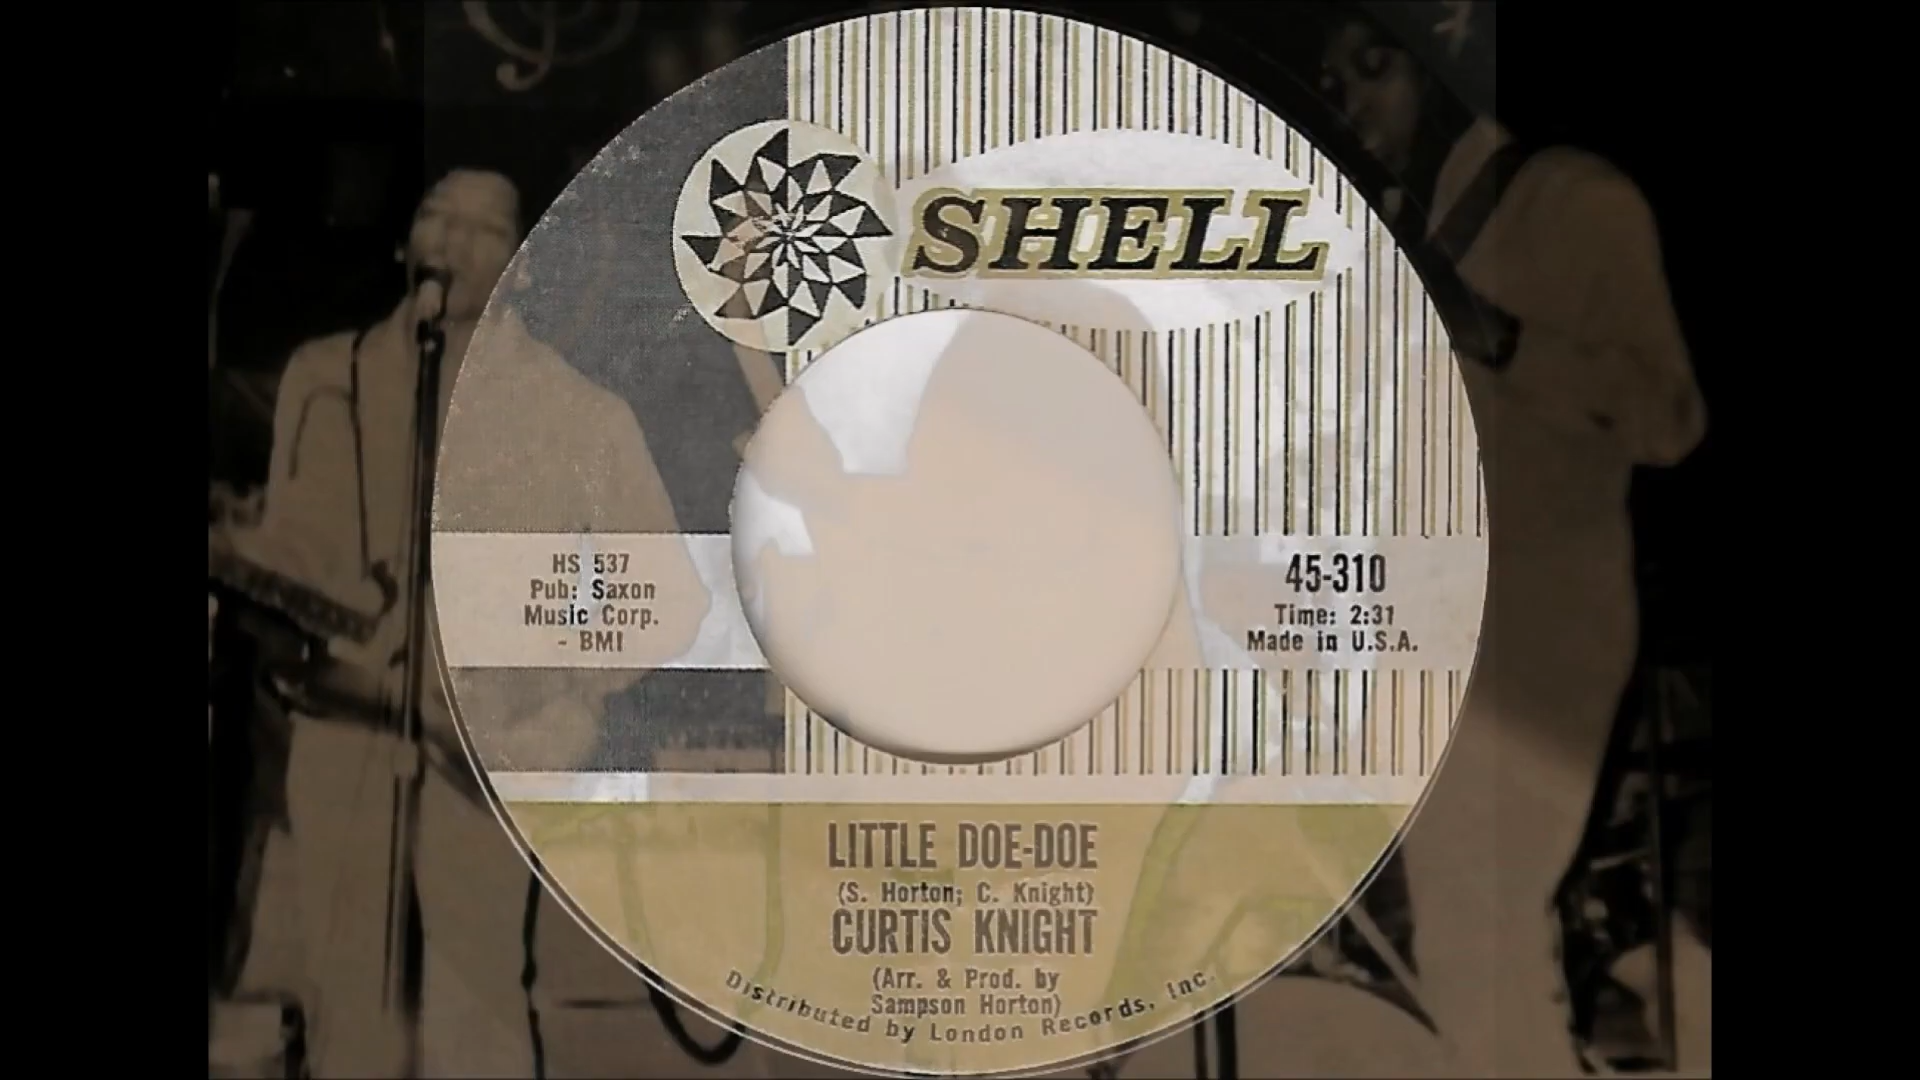 SHELL
HS 537
Pub: Saxon
Music Corp.
- BMI
45-310
Time: 2:31
Made in U.S.A.
LITTLE DOE-DOE
(S. Horton; C. Knight)
CURTIS KNIGHT
(Arr. & Prod. by
Sampson Horton)
Distributed by London Records, Inc.